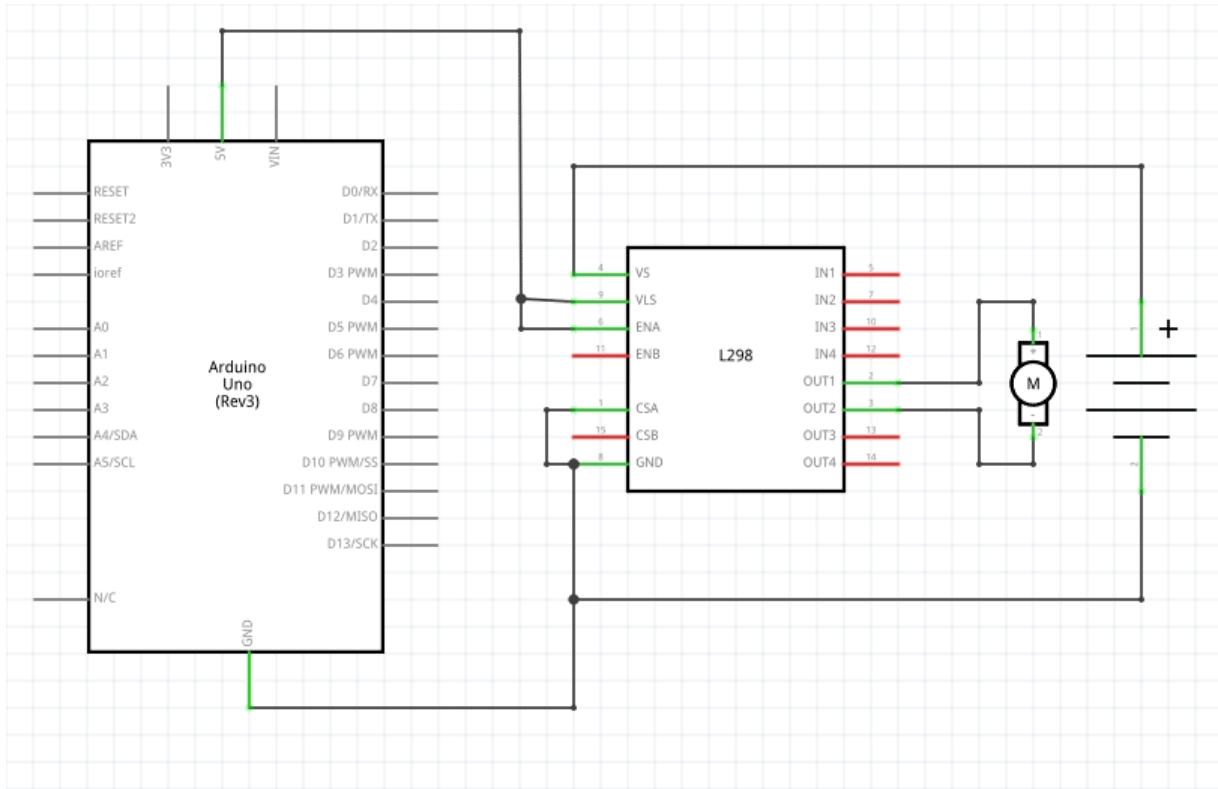 3V3
5V
VIN
RESET
RESET2
AREF
ioref
A0
A1
A2
A3
A4/SDA
A5/SCL
N/C
D0/RX
D1/TX
D2
D3 PWM
D4
D5 PWM
D6 PWM
D7
D8
D9 PWM
D10 PWM/SS
D11 PWM/MOSI
D12/MISO
D13/SCK
Arduino
Uno
(Rev3)
GND
4 VS
9 VLS
6 ENA
11 ENB
1 CSA
15 CSB
8 GND
L298
IN1 5
IN2 7
IN3 10
IN4 12
OUT1 2
OUT2 3
OUT3 13
OUT4 14
1
+
M
-
2
1
+
2